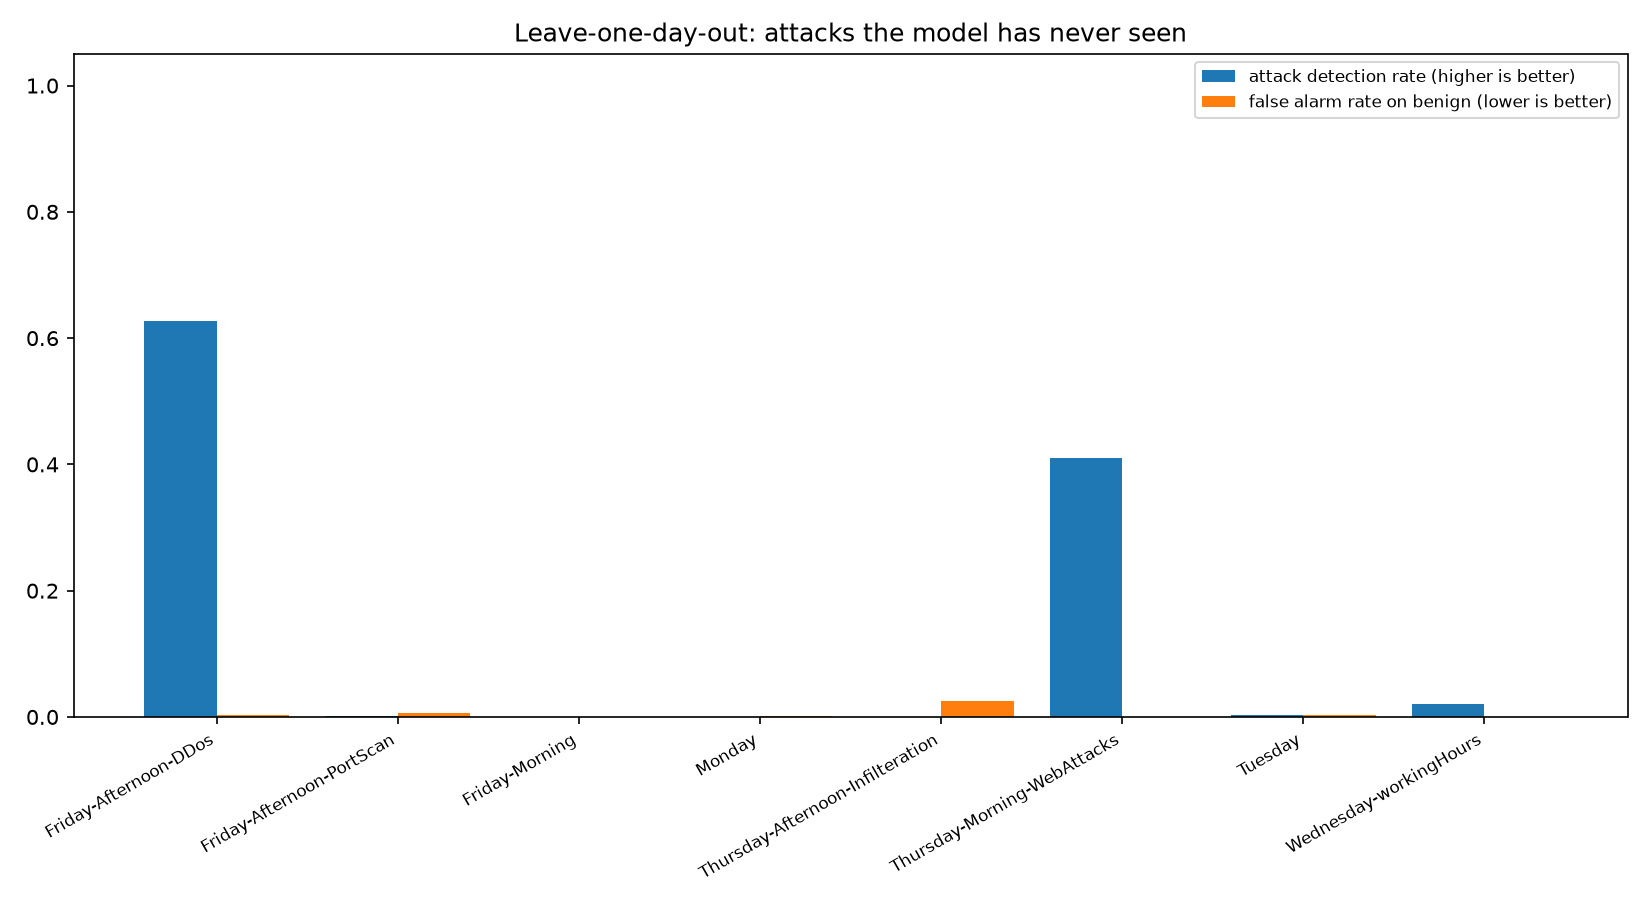 Leave-one-day-out: attacks the model has never seen
attack detection rate (higher is better)
false alarm rate on benign (lower is better)
1.0
0.8
0.6
0.4
0.2
0.0
Friday-Afternoon-DDos
Friday-Afternoon-PortScan
Friday-Morning
Monday
Thursday-Afternoon-Infilteration
Thursday-Morning-WebAttacks
Tuesday
Wednesday-workingHours